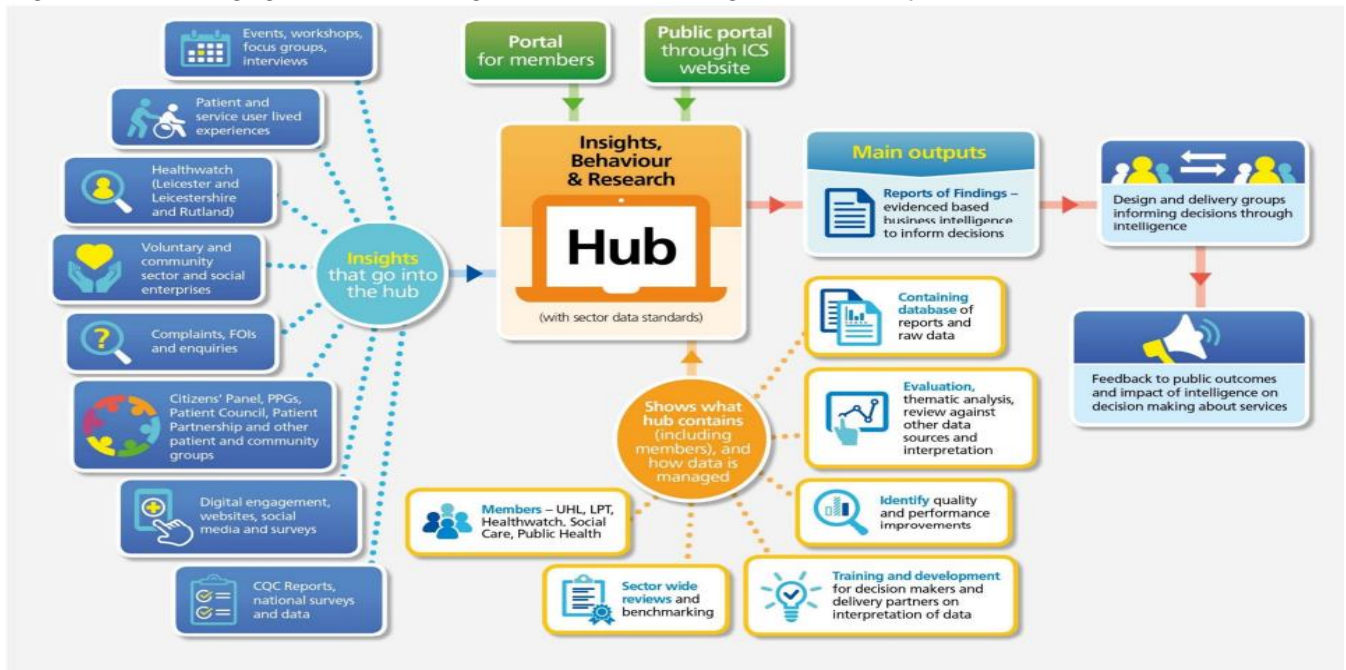 Events, workshops,
focus groups,
interviews
Patient and
service user lived
experiences
Healthwatch
(Leicester and
Leicestershire
and Rutland)
Voluntary and
community
sector and social
enterprises
Complaints, FOIs
and enquiries
Citizens' Panel, PPGs,
Patient Council, Patient
Partnership and other
patient and community
groups
Digital engagement,
websites, social
media and surveys
CQC Reports,
national surveys
and data
Insights
that go into
the hub
Portal
for members
Public portal
through ICS
website
Insights,
Behaviour
& Research
Hub
(with sector data standards)
Main outputs
Reports of Findings –
evidenced based
business intelligence
to inform decisions
Design and delivery groups
informing decisions through
intelligence
Feedback to public outcomes
and impact of intelligence on
decision making about services
Shows what
hub contains
(including
members), and
how data is
managed
Containing
database of
reports and
raw data
Evaluation,
thematic analysis,
review against
other data
sources and
interpretation
Identify quality
and performance
improvements
Training and development
for decision makers and
delivery partners on
interpretation of data
Sector wide
reviews and
benchmarking
Members – UHL, LPT,
Healthwatch, Social
Care, Public Health